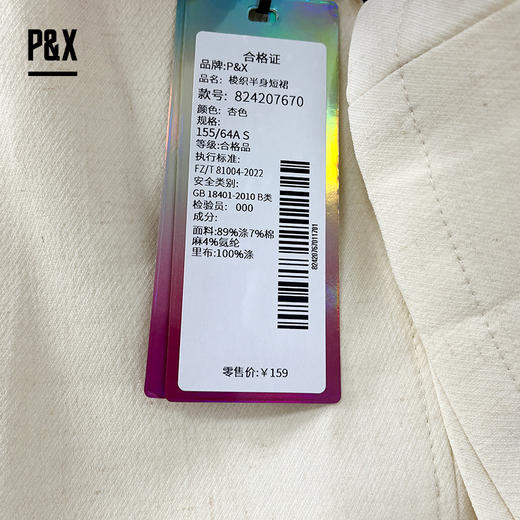 P&X
合格证
品牌:P&X
品名：梭织半身短裙
款号: 824207670
颜色: 杏色
规格:
155/64A S
等级:合格品
执行标准:
FZ/T 81004-2022
安全类别:
GB 18401-2010 B类
检验员: 000
成分:
面料:89%涤7%棉
麻4%氨纶
里布:100%涤
82420767011701
零售价:￥159